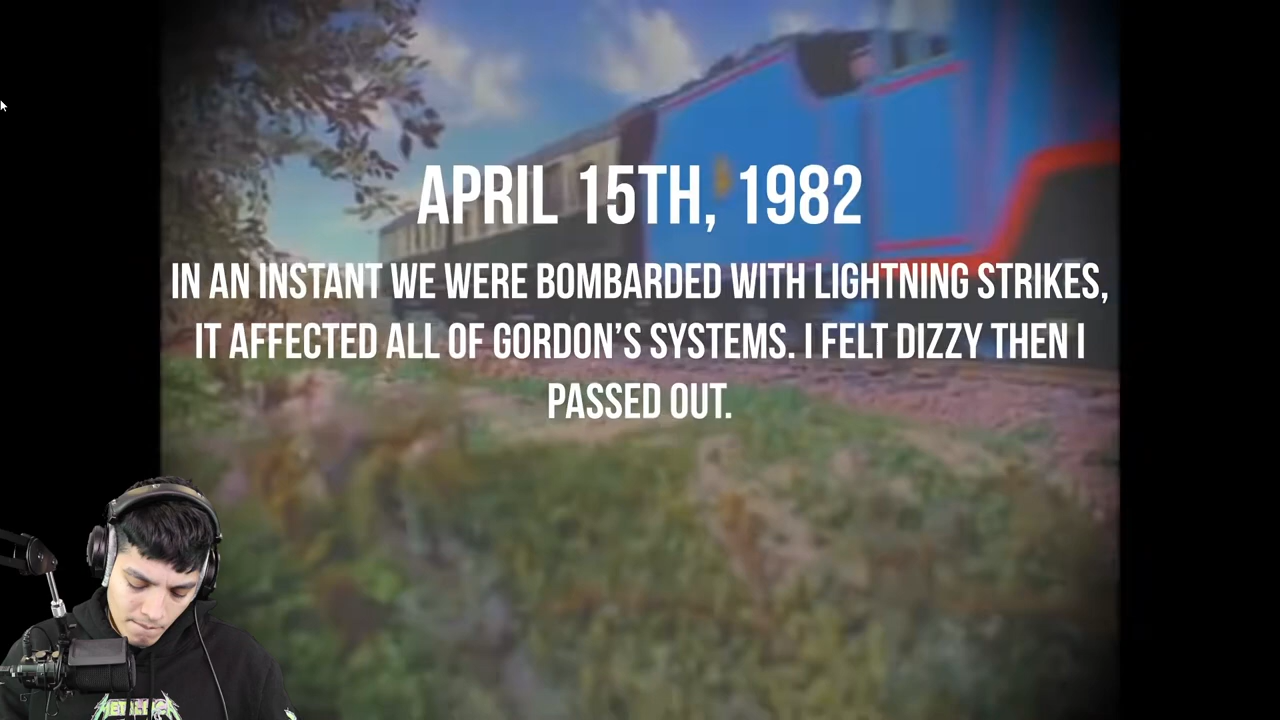 APRIL 15TH, 1982
IN AN INSTANT WE WERE BOMBARDED WITH LIGHTNING STRIKES,
IT AFFECTED ALL OF GORDON’S SYSTEMS. I FELT DIZZY THEN I
PASSED OUT.
METALLICA